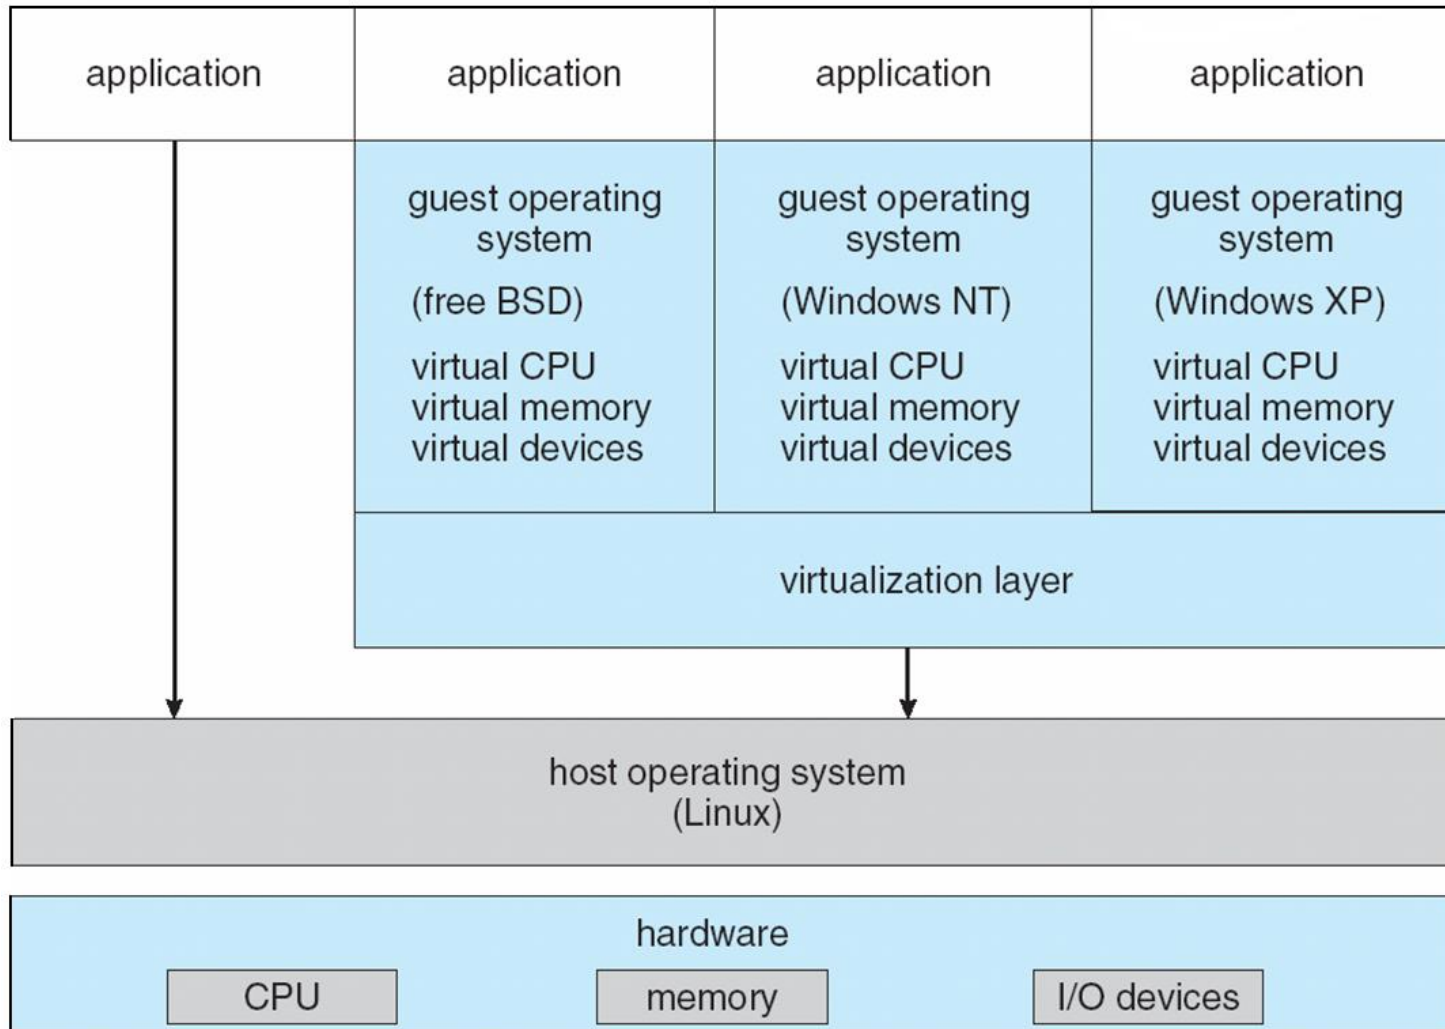 application
application
application
application
guest operating
system
(free BSD)
virtual CPU
virtual memory
virtual devices
guest operating
system
(Windows NT)
virtual CPU
virtual memory
virtual devices
guest operating
system
(Windows XP)
virtual CPU
virtual memory
virtual devices
virtualization layer
host operating system
(Linux)
hardware
CPU
memory
I/O devices